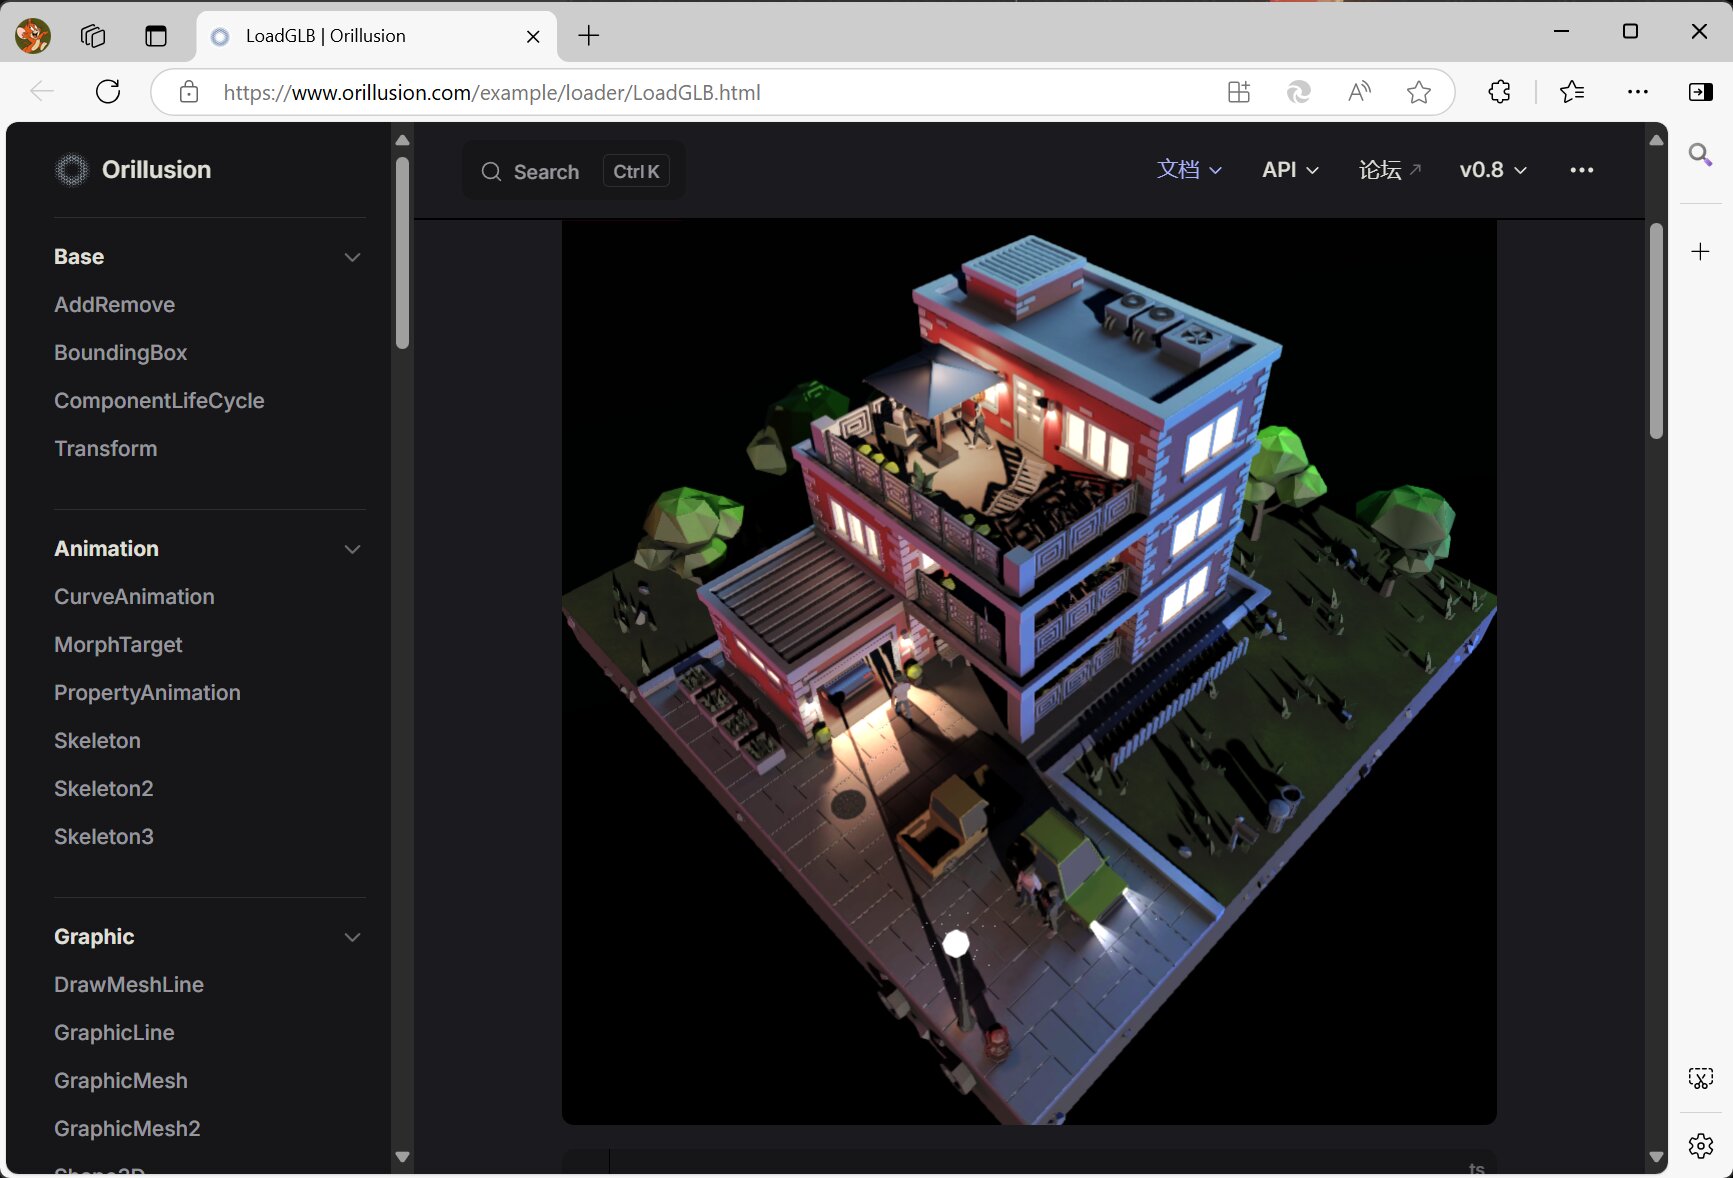 LoadGLB | Orillusion
https://www.orillusion.com/example/loader/LoadGLB.html
Orillusion
Search Ctrl K
文档
API
论坛
v0.8
Base
AddRemove
BoundingBox
ComponentLifeCycle
Transform
Animation
CurveAnimation
MorphTarget
PropertyAnimation
Skeleton
Skeleton2
Skeleton3
Graphic
DrawMeshLine
GraphicLine
GraphicMesh
GraphicMesh2
Shape3D
ts